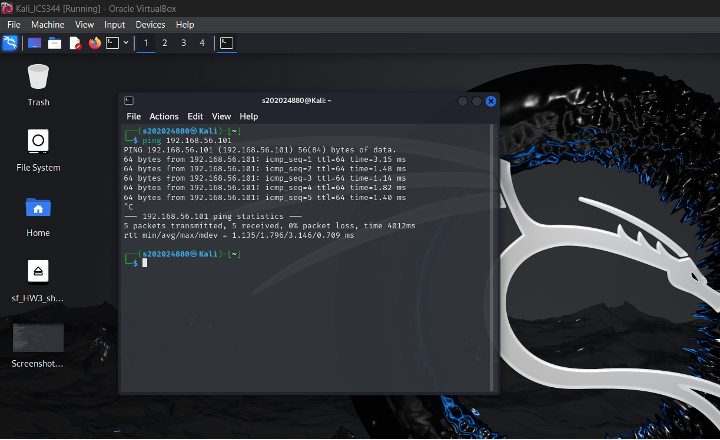 Kali_ICS344 [Running] - Oracle VirtualBox
File Machine View Input Devices Help
1 2 3 4
Trash
File System
Home
sf_HW3_sh...
Screenshot...
s202024880@Kali: ~
File Actions Edit View Help
┌──(s202024880㉿Kali)-[~]
└─$ ping 192.168.56.101
PING 192.168.56.101 (192.168.56.101) 56(84) bytes of data.
64 bytes from 192.168.56.101: icmp_seq=1 ttl=64 time=3.15 ms
64 bytes from 192.168.56.101: icmp_seq=2 ttl=64 time=1.48 ms
64 bytes from 192.168.56.101: icmp_seq=3 ttl=64 time=1.14 ms
64 bytes from 192.168.56.101: icmp_seq=4 ttl=64 time=1.82 ms
64 bytes from 192.168.56.101: icmp_seq=5 ttl=64 time=1.40 ms
^C
--- 192.168.56.101 ping statistics ---
5 packets transmitted, 5 received, 0% packet loss, time 4012ms
rtt min/avg/max/mdev = 1.135/1.796/3.146/0.709 ms
┌──(s202024880㉿Kali)-[~]
└─$